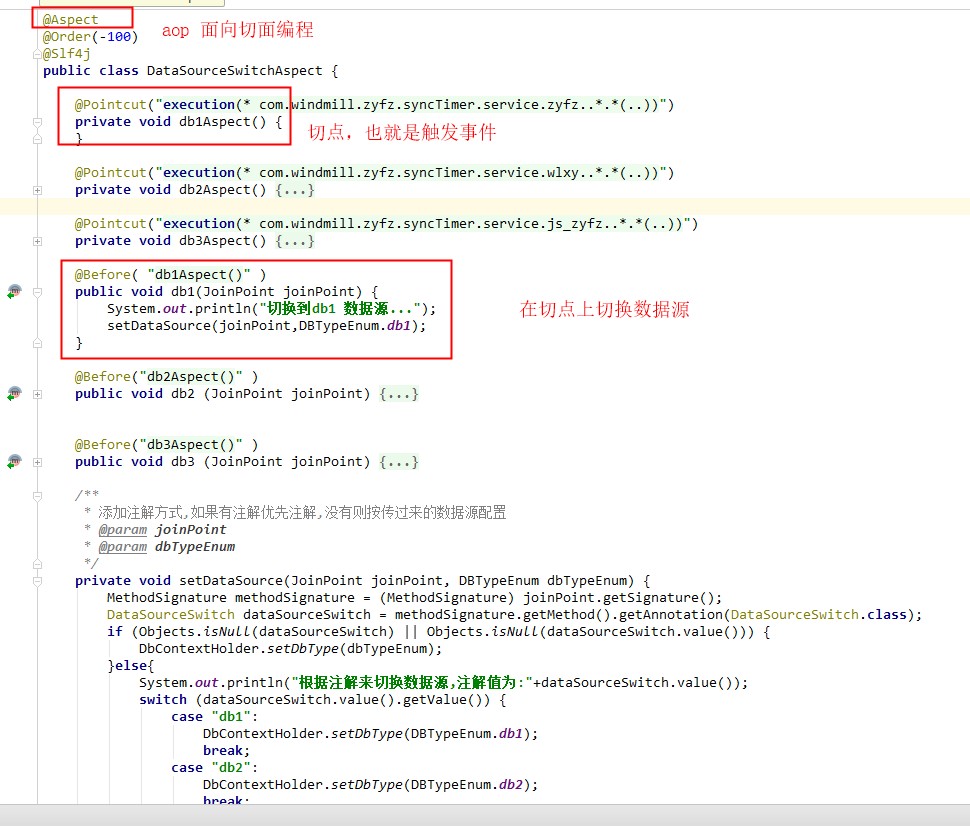 @Aspect
aop 面向切面编程
@Order(-100)
@Slf4j
public class DataSourceSwitchAspect {
@Pointcut("execution(* com.windmill.zyfz.syncTimer.service.zyfz..*.*(..))")
private void db1Aspect() {
切点，也就是触发事件
}
@Pointcut("execution(* com.windmill.zyfz.syncTimer.service.wlxy..*.*(..))")
private void db2Aspect() {...}
@Pointcut("execution(* com.windmill.zyfz.syncTimer.service.js_zyfz..*.*(..))")
private void db3Aspect() {...}
@Before( "db1Aspect()" )
public void db1(JoinPoint joinPoint) {
System.out.println("切换到db1 数据源...");
在切点上切换数据源
setDataSource(joinPoint,DBTypeEnum.db1);
}
@Before("db2Aspect()" )
public void db2 (JoinPoint joinPoint) {...}
@Before("db3Aspect()" )
public void db3 (JoinPoint joinPoint) {...}
/**
* 添加注解方式,如果有注解优先注解,没有则按传过来的数据源配置
* @param joinPoint
* @param dbTypeEnum
*/
private void setDataSource(JoinPoint joinPoint, DBTypeEnum dbTypeEnum) {
MethodSignature methodSignature = (MethodSignature) joinPoint.getSignature();
DataSourceSwitch dataSourceSwitch = methodSignature.getMethod().getAnnotation(DataSourceSwitch.class);
if (Objects.isNull(dataSourceSwitch) || Objects.isNull(dataSourceSwitch.value())) {
DbContextHolder.setDbType(dbTypeEnum);
}else{
System.out.println("根据注解来切换数据源,注解值为:"+dataSourceSwitch.value());
switch (dataSourceSwitch.value().getValue()) {
case "db1":
DbContextHolder.setDbType(DBTypeEnum.db1);
break;
case "db2":
DbContextHolder.setDbType(DBTypeEnum.db2);
break;